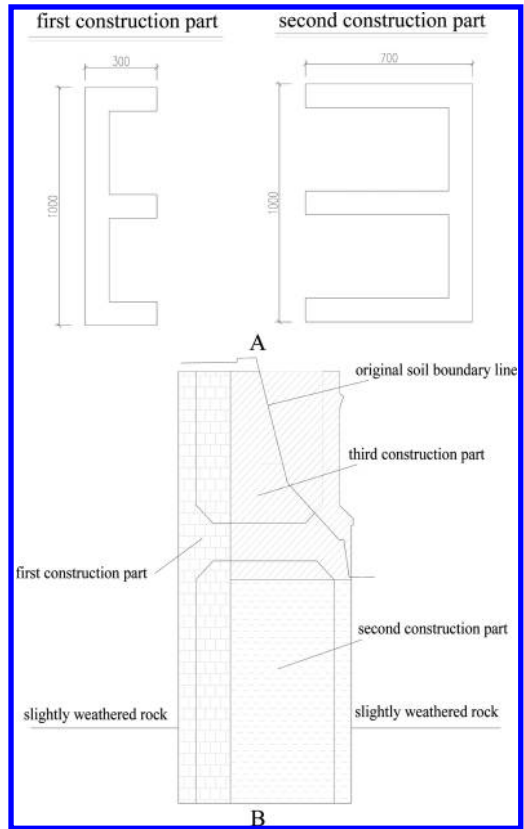 first construction part
second construction part
300
700
1000
1000
A
original soil boundary line
third construction part
first construction part
second construction part
slightly weathered rock
slightly weathered rock
B